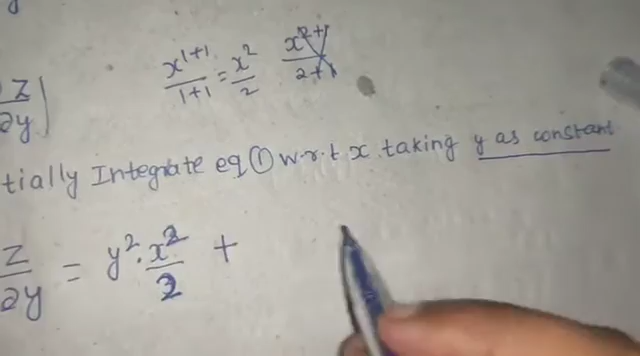 x^{1+1}/1+1 = x^2/2 x^{2+1}/2+1
z/∂y
tially Integrate eq ① w.r.t x taking y as constant
z/∂y = y^2 . x^2/2 +